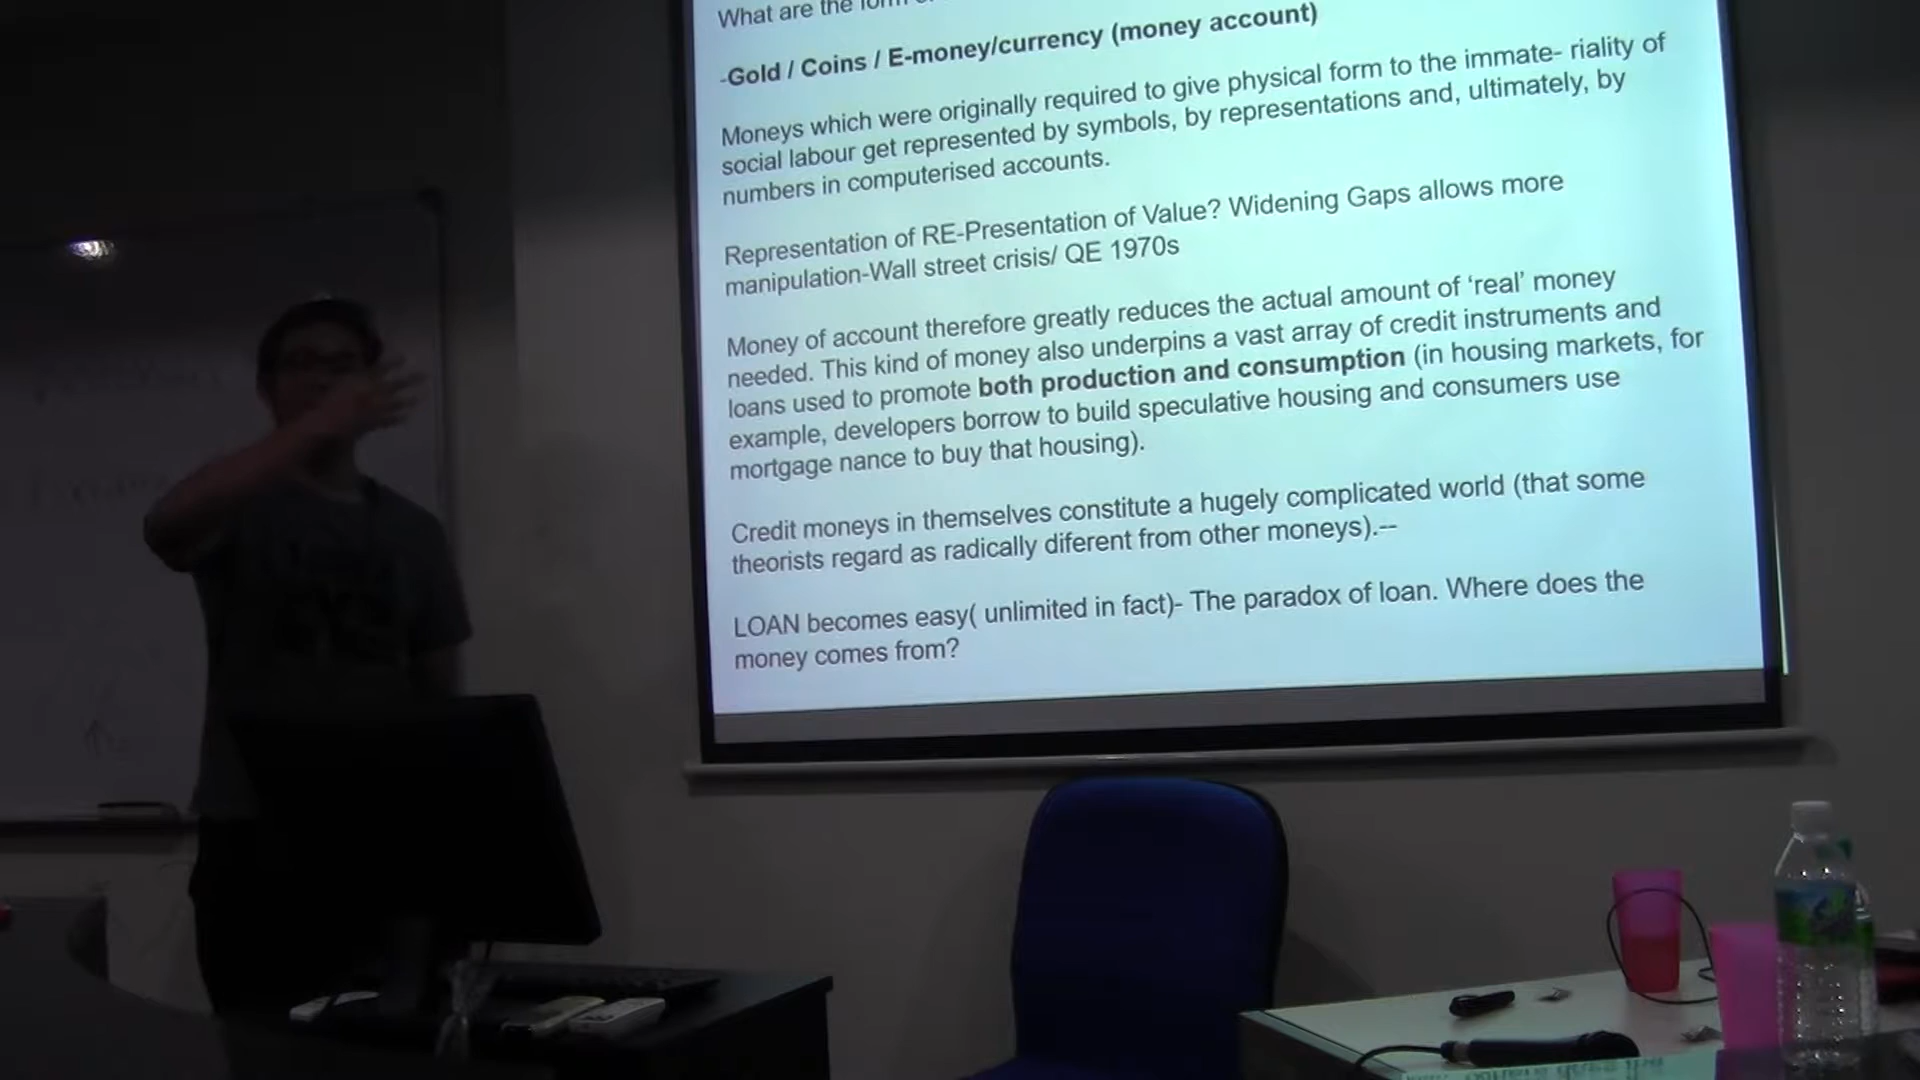 What are the form
-Gold / Coins / E-money/currency (money account)
Moneys which were originally required to give physical form to the immate- riality of
social labour get represented by symbols, by representations and, ultimately, by
numbers in computerised accounts.
Representation of RE-Presentation of Value? Widening Gaps allows more
manipulation-Wall street crisis/ QE 1970s
Money of account therefore greatly reduces the actual amount of ‘real’ money
needed. This kind of money also underpins a vast array of credit instruments and
loans used to promote both production and consumption (in housing markets, for
example, developers borrow to build speculative housing and consumers use
mortgage nance to buy that housing).
Credit moneys in themselves constitute a hugely complicated world (that some
theorists regard as radically diferent from other moneys).--
LOAN becomes easy( unlimited in fact)- The paradox of loan. Where does the
money comes from?